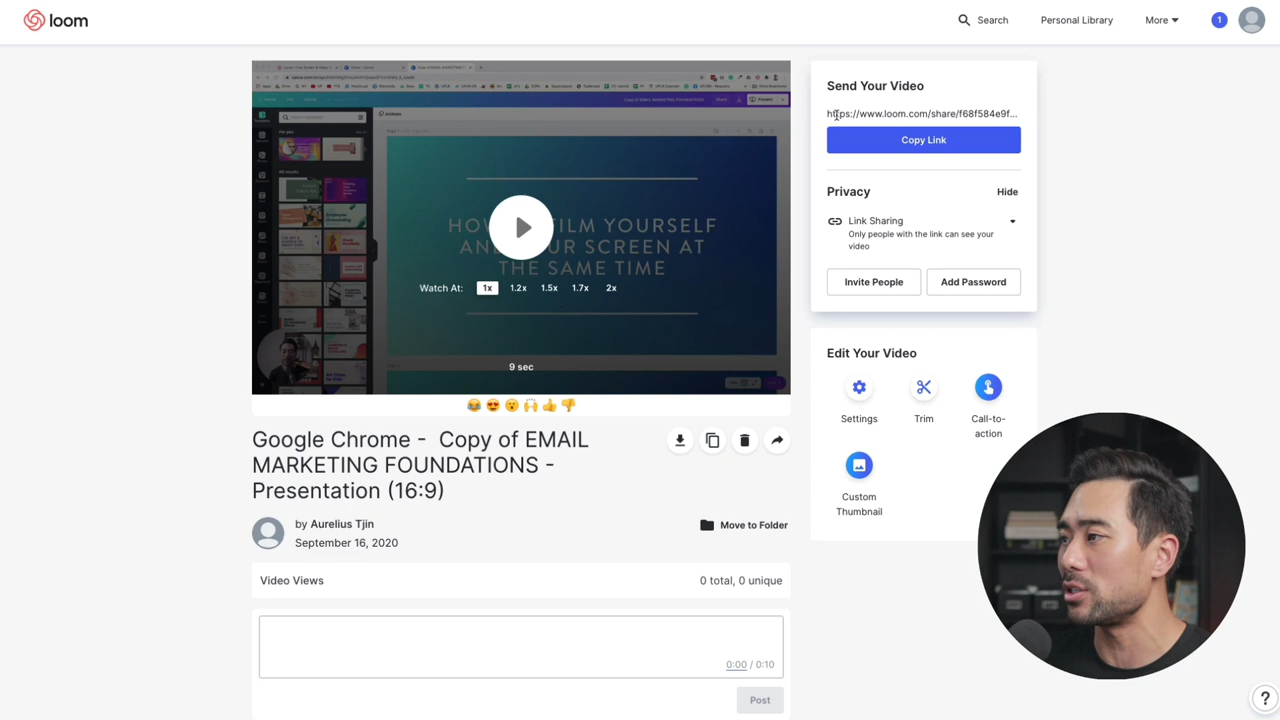 loom
Search
Personal Library
More
1
Send Your Video
https://www.loom.com/share/f68f584e9f...
Copy Link
HOW FILM YOURSELF
AN UR SCREEN AT
THE SAME TIME
Watch At: 1x 1.2x 1.5x 1.7x 2x
9 sec
Privacy
Hide
Link Sharing
Only people with the link can see your
video
Invite People
Add Password
Edit Your Video
Settings
Trim
Call-to-
action
Custom
Thumbnail
Google Chrome - Copy of EMAIL
MARKETING FOUNDATIONS -
Presentation (16:9)
by Aurelius Tjin
September 16, 2020
Move to Folder
Video Views
0 total, 0 unique
0:00 / 0:10
Post
?